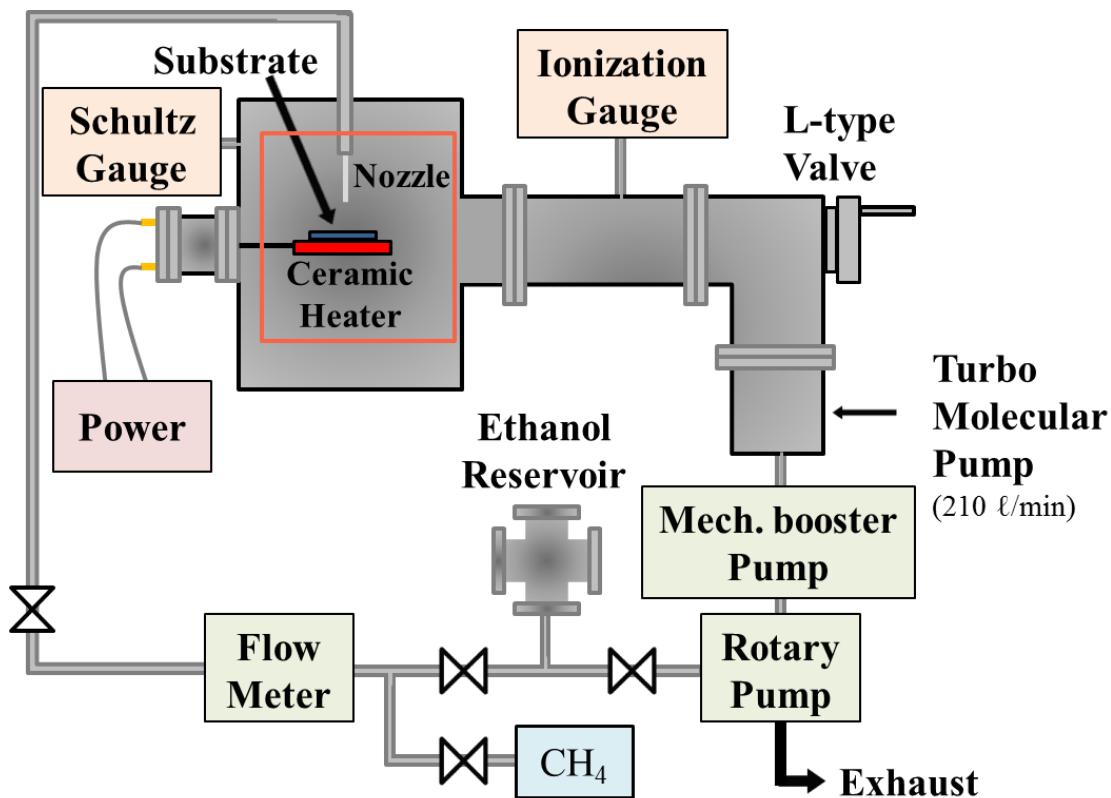 Substrate
Ionization
Gauge
L-type
Valve
Schultz
Gauge
Nozzle
Ceramic
Heater
Power
Turbo
Molecular
Pump
(210 ℓ/min)
Ethanol
Reservoir
Mech. booster
Pump
Flow
Meter
Rotary
Pump
CH₄
Exhaust